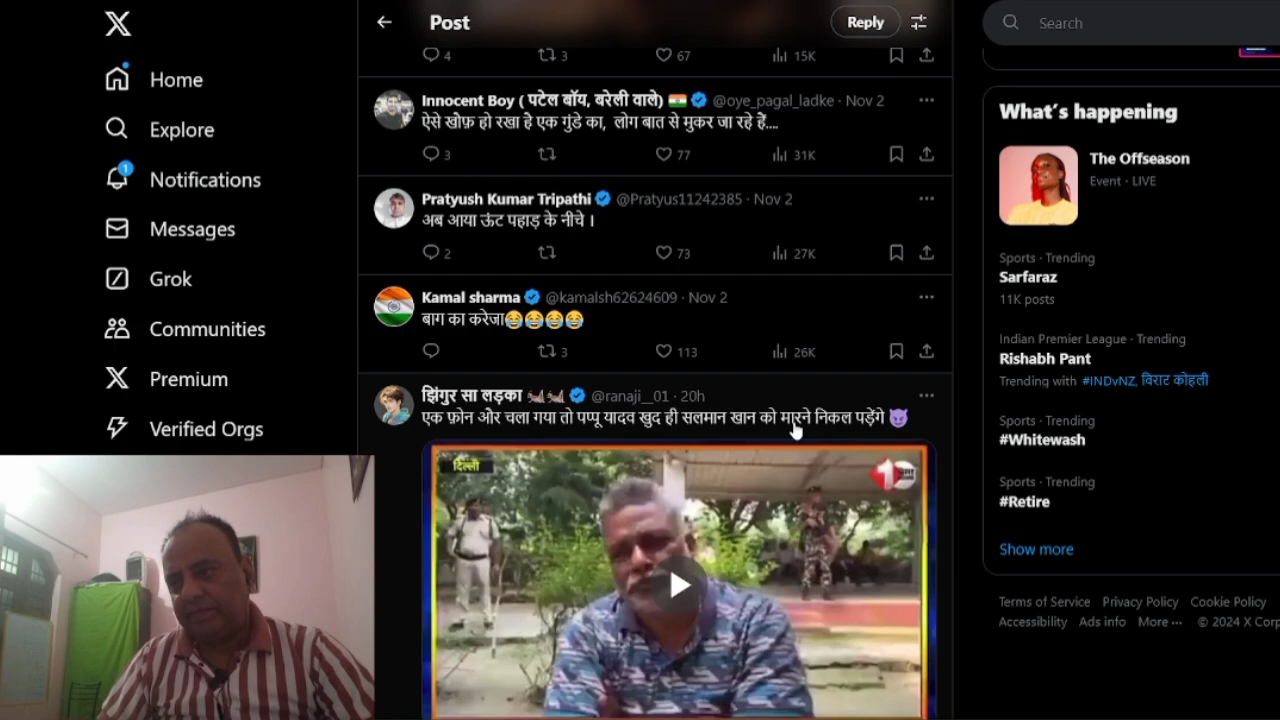 Post
Reply
Search
Home
Explore
1
Notifications
Messages
Grok
Communities
Premium
Verified Orgs
4 3 67 15K
Innocent Boy ( पटेल बॉय, बरेली वाले) 🇮🇳 @oye_pagal_ladke · Nov 2
ऐसे खौफ़ हो रखा है एक गुंडे का, लोग बात से मुकर जा रहे हैं....
3 77 31K
Pratyush Kumar Tripathi @Pratyus11242385 · Nov 2
अब आया ऊंट पहाड़ के नीचे ।
2 73 27K
Kamal sharma @kamalsh62624609 · Nov 2
बाग का करेजा😂😂😂😂
3 113 26K
झिंगुर सा लड़का 🦗🦗 @ranaji__01 · 20h
एक फ़ोन और चला गया तो पप्पू यादव खुद ही सलमान खान को मारने निकल पड़ेंगे 😈
दिल्ली
What's happening
The Offseason
Event · LIVE
Sports · Trending
Sarfaraz
11K posts
Indian Premier League · Trending
Rishabh Pant
Trending with #INDvNZ, विराट कोहली
Sports · Trending
#Whitewash
Sports · Trending
#Retire
Show more
Terms of Service Privacy Policy Cookie Policy
Accessibility Ads info More ··· © 2024 X Corp